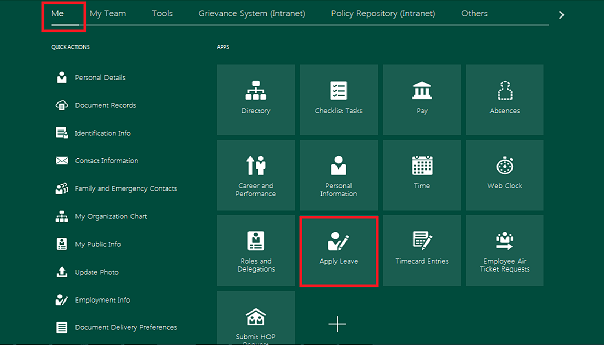 Me
My Team
Tools
Grievance System (Intranet)
Policy Repository (Intranet)
Others
QUICK ACTIONS
Personal Details
Document Records
Identification Info
Contact Information
Family and Emergency Contacts
My Organization Chart
My Public Info
Update Photo
Employment Info
Document Delivery Preferences
APPS
Directory
Checklist Tasks
Pay
Absences
Career and
Performance
Personal
Information
Time
Web Clock
Roles and
Delegations
Apply Leave
Timecard Entries
Employee Air
Ticket Requests
Submit HOP